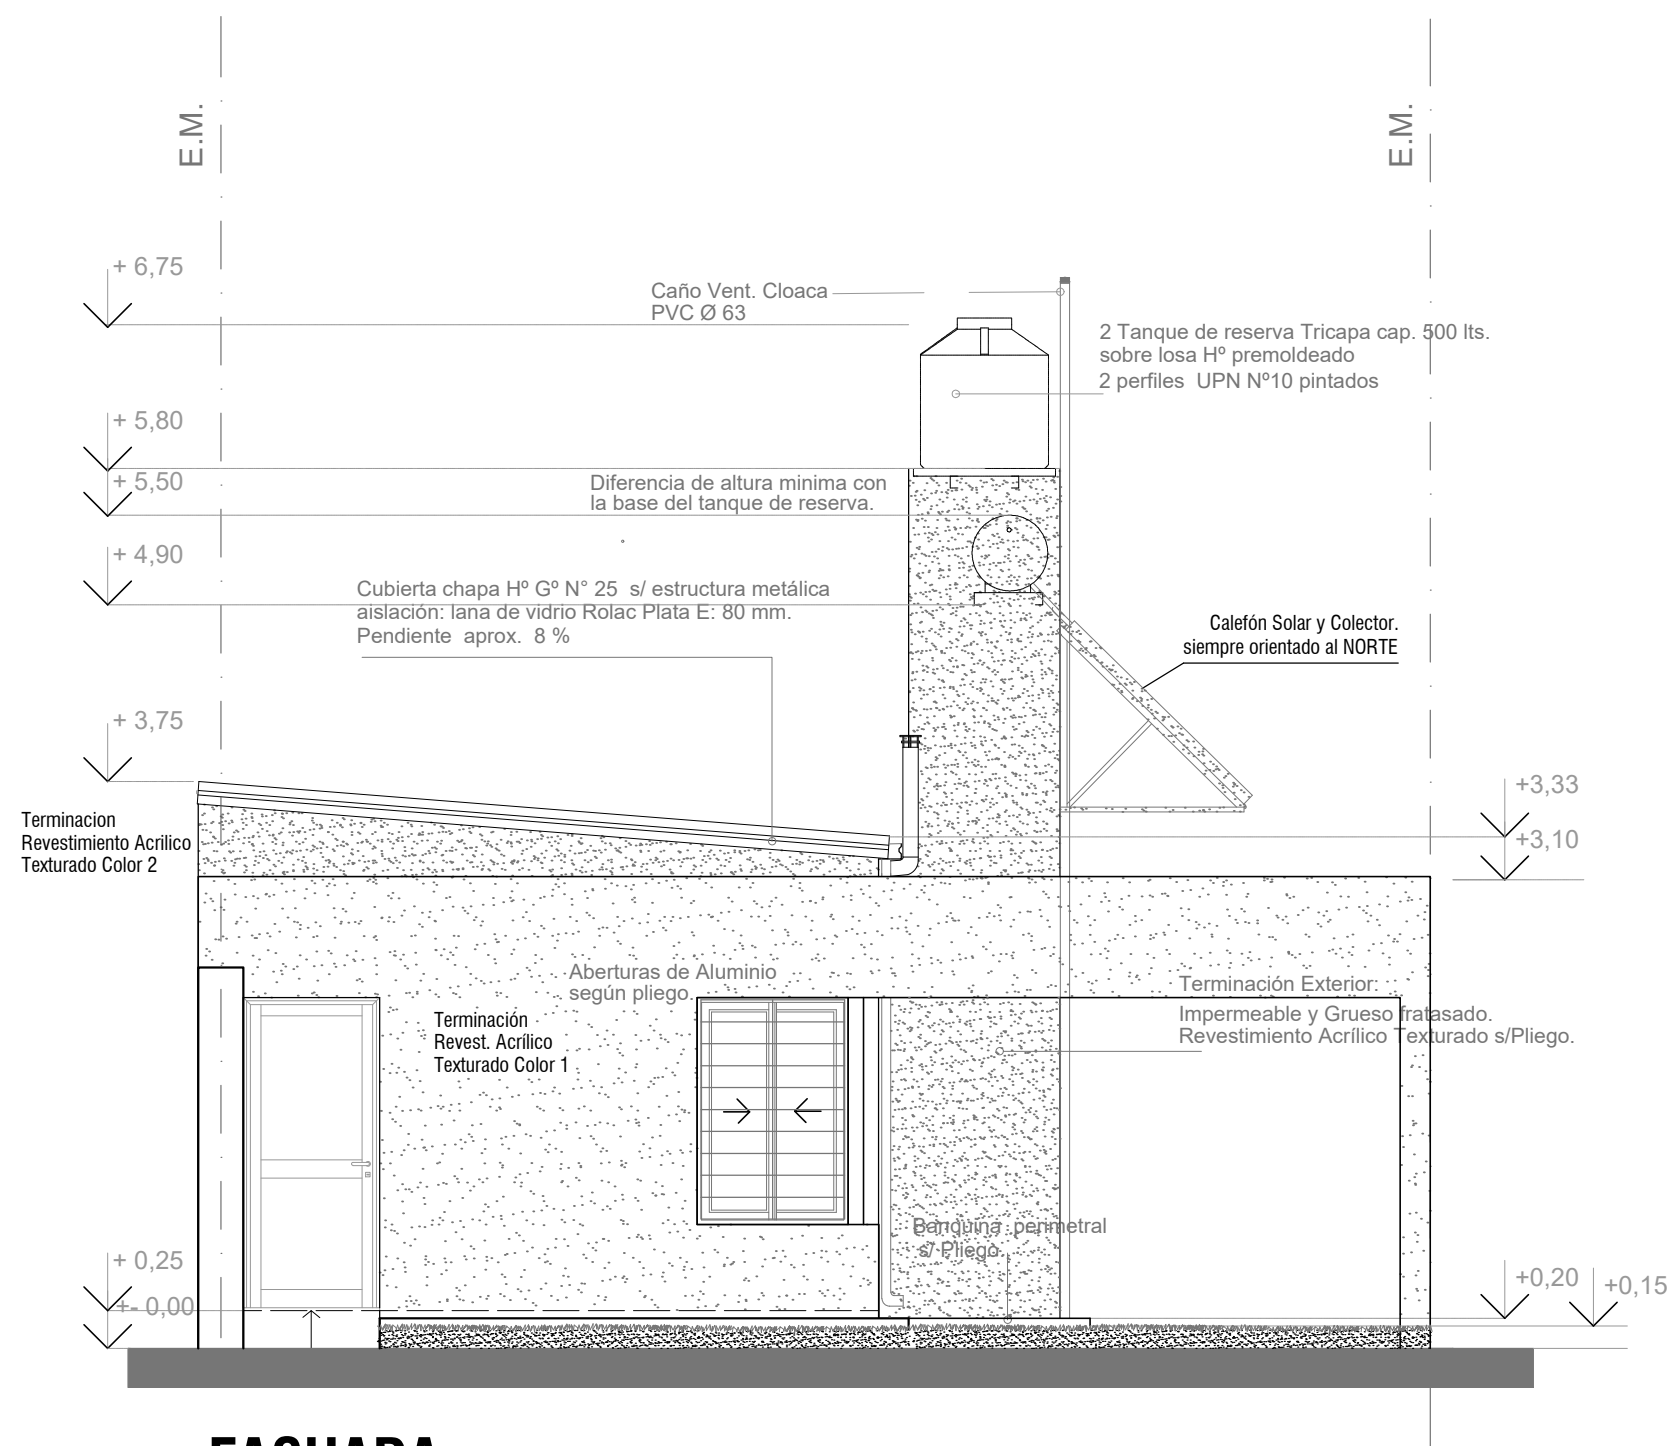 E.M.
E.M.
+ 6,75
Caño Vent. Cloaca
PVC Ø 63
2 Tanque de reserva Tricapa cap. 500 lts.
sobre losa Hº premoldeado
2 perfiles UPN Nº10 pintados
+ 5,80
+ 5,50
Diferencia de altura minima con
la base del tanque de reserva.
+ 4,90
Cubierta chapa Hº Gº N° 25 s/ estructura metálica
aislación: lana de vidrio Rolac Plata E: 80 mm.
Pendiente aprox. 8 %
Calefón Solar y Colector.
siempre orientado al NORTE
+ 3,75
+3,33
+3,10
Terminacion
Revestimiento Acrilico
Texturado Color 2
Aberturas de Aluminio
según pliego.
Terminación
Revest. Acrílico
Texturado Color 1
Terminación Exterior:
Impermeable y Grueso fratasado.
Revestimiento Acrílico Texturado s/Pliego.
Banquina perimetral
s/ Pliego
+ 0,25
+- 0,00
+0,20
+0,15
FACHADA